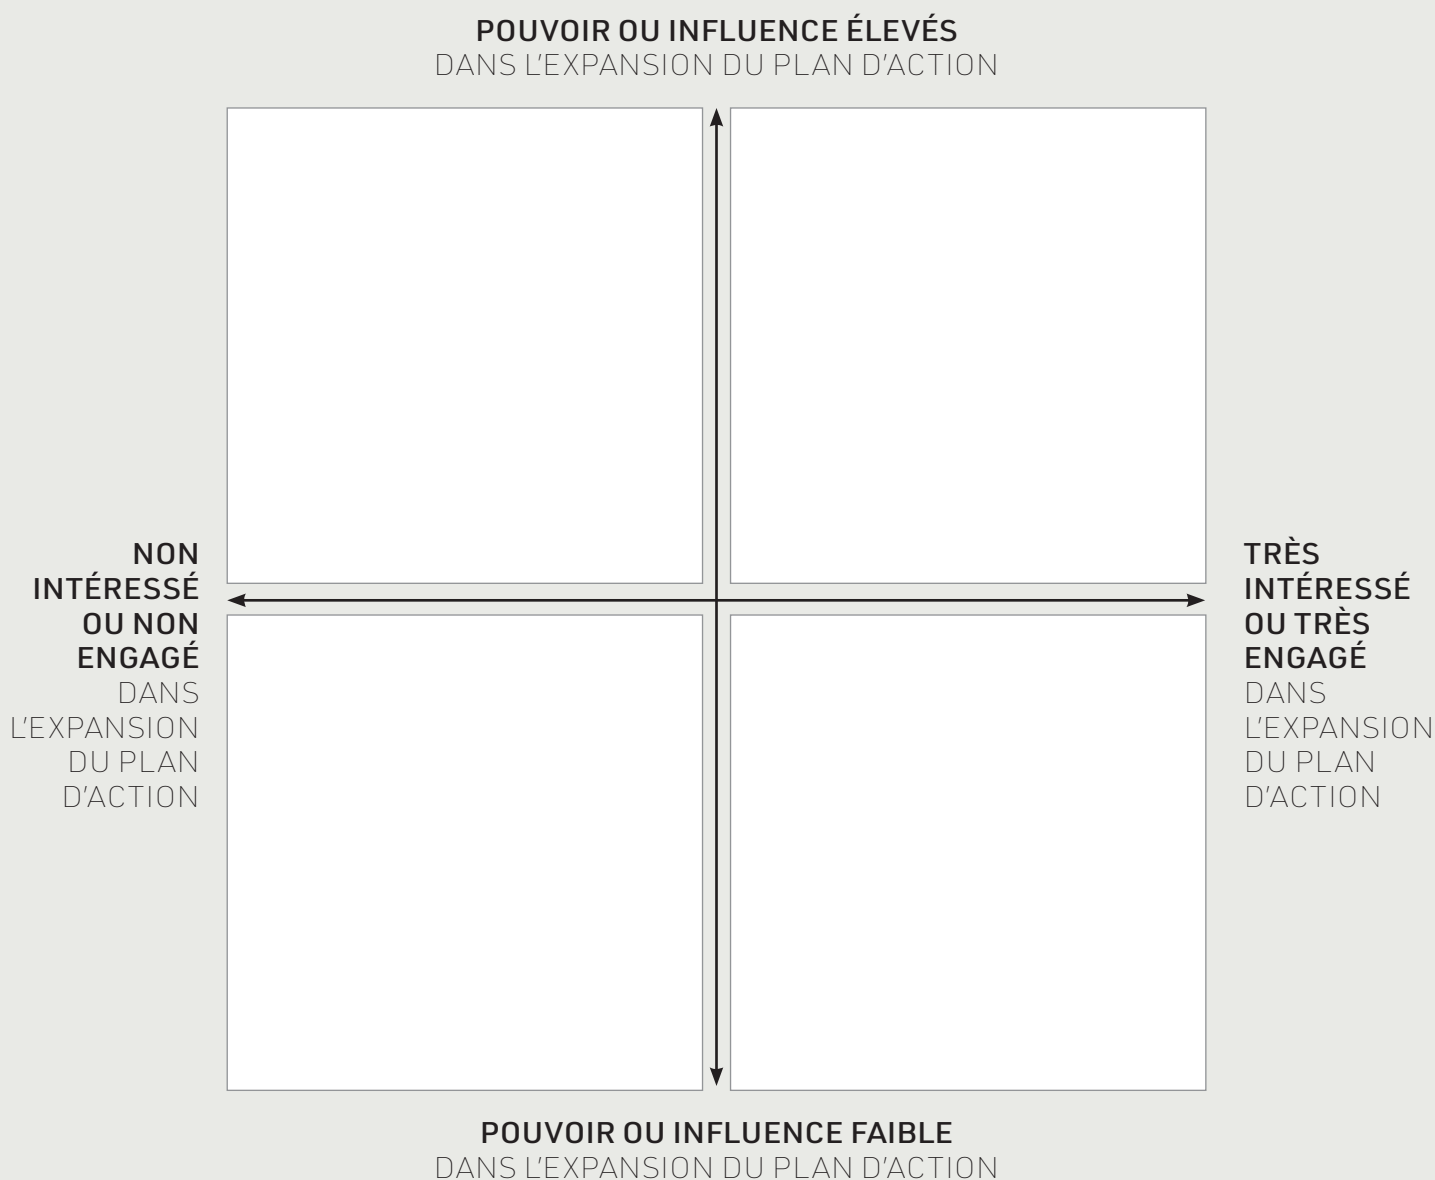 POUVOIR OU INFLUENCE ÉLEVÉS
DANS L'EXPANSION DU PLAN D'ACTION
NON
INTÉRESSÉ
OU NON
ENGAGÉ
DANS
L'EXPANSION
DU PLAN
D'ACTION
TRÈS
INTÉRESSÉ
OU TRÈS
ENGAGÉ
DANS
L'EXPANSION
DU PLAN
D'ACTION
POUVOIR OU INFLUENCE FAIBLE
DANS L'EXPANSION DU PLAN D'ACTION